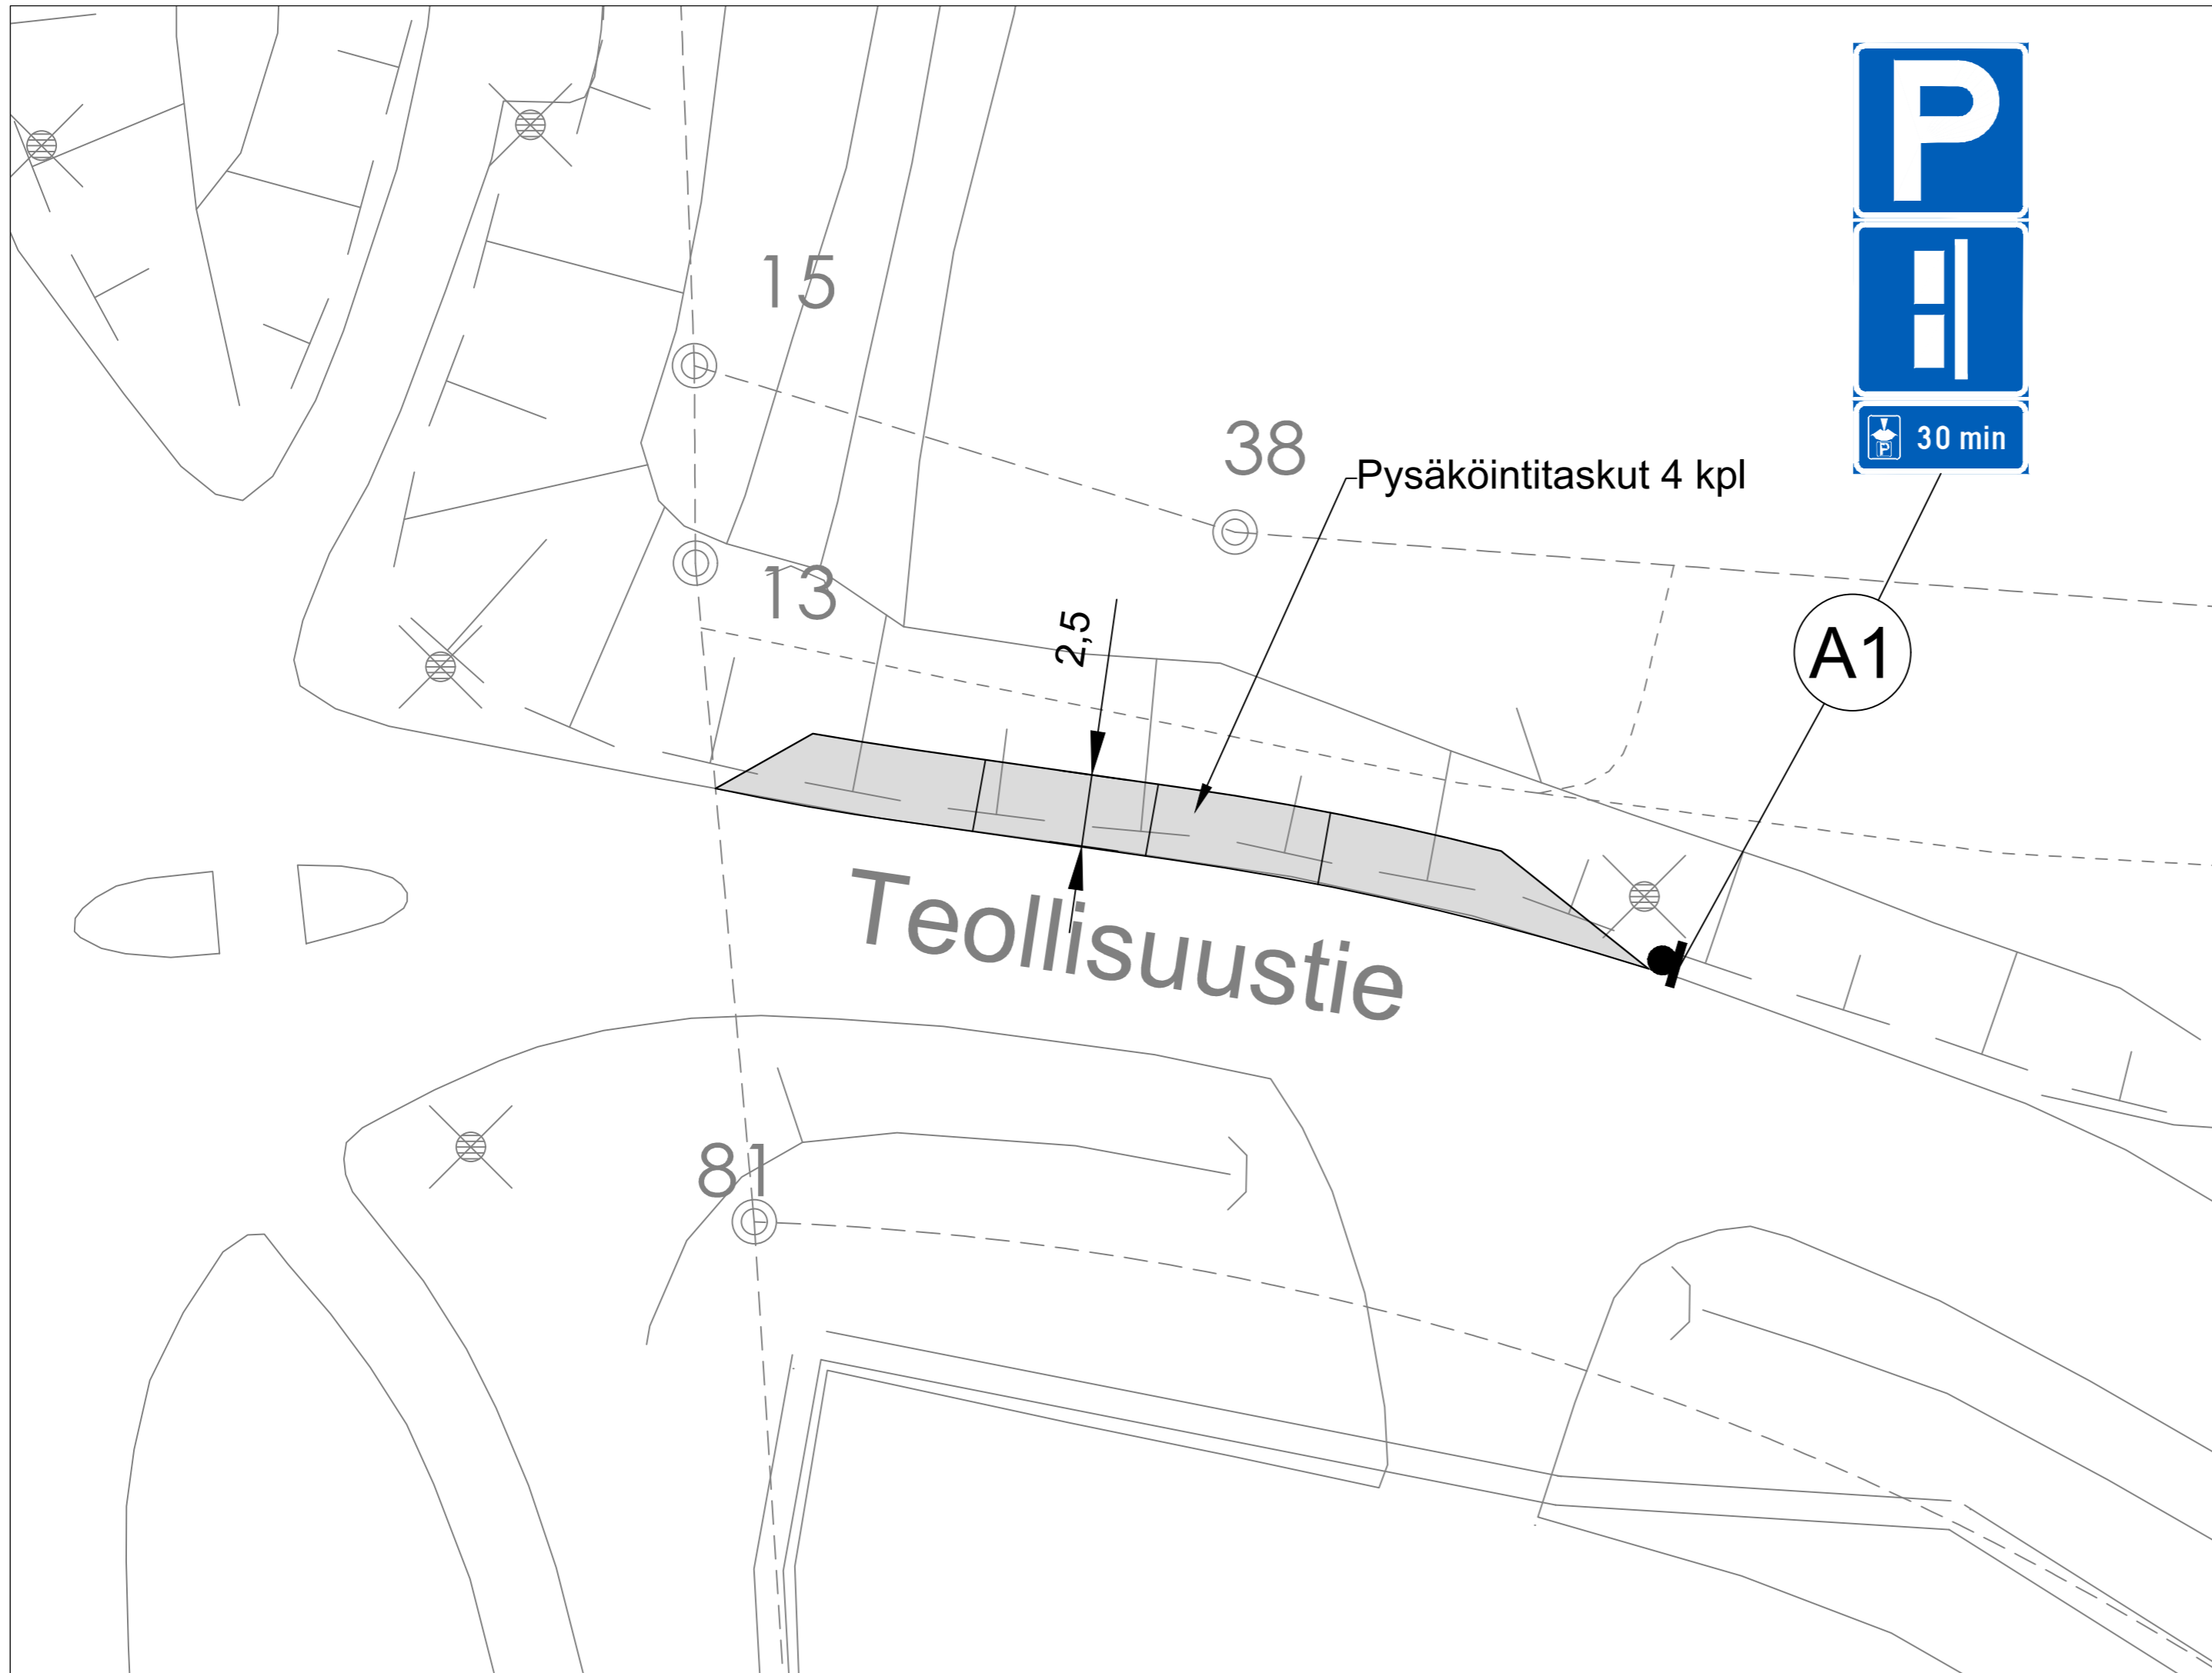 P
15
38
P 30 min
Pysäköintitaskut 4 kpl
13
2,5
A1
Teollisuustie
81